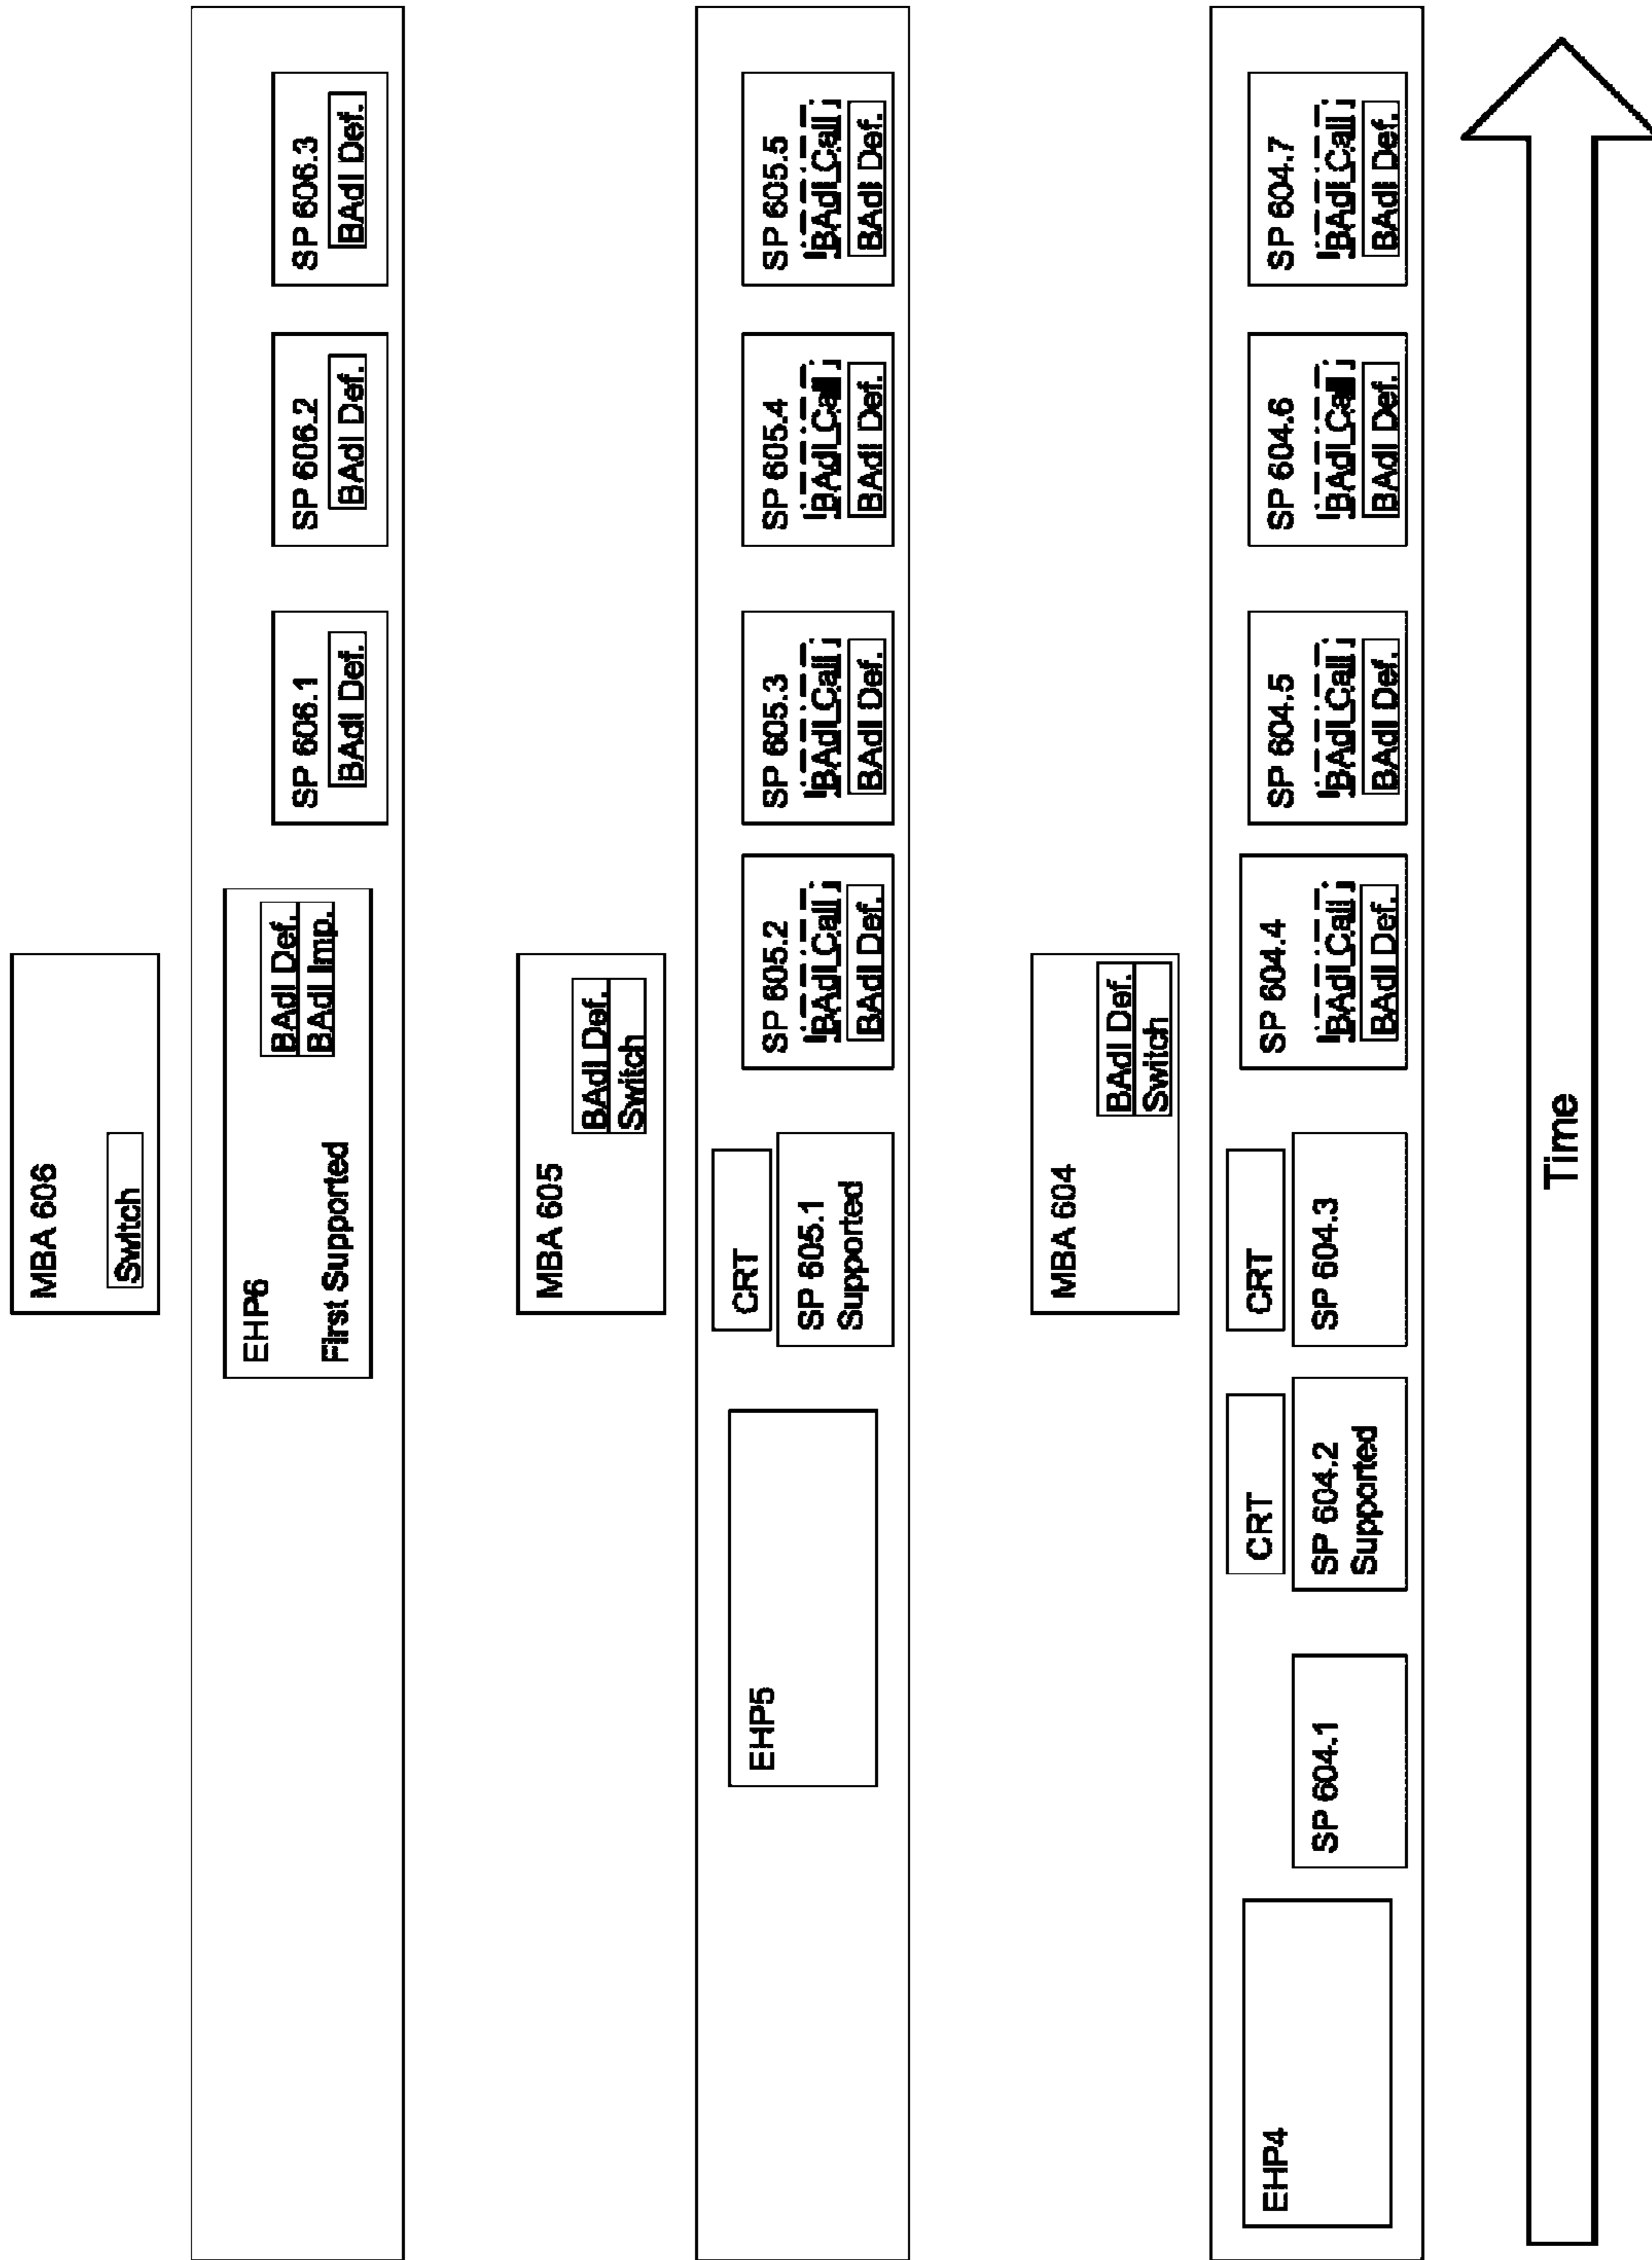 MBA 606
Switch
EHP6
First Supported
BAdI Def.
BAdI Imp.
SP 606.1
BAdI Def.
SP 606.2
BAdI Def.
SP 606.3
BAdI Def.
MBA 605
BAdI Def.
Switch
EHP5
CRT
SP 605.1
Supported
SP 605.2
BAdI Call
BAdI Def.
SP 605.3
BAdI Call
BAdI Def.
SP 605.4
BAdI Call
BAdI Def.
SP 605.5
BAdI Call
BAdI Def.
MBA 604
BAdI Def.
Switch
EHP4
SP 604.1
CRT
SP 604.2
Supported
CRT
SP 604.3
SP 604.4
BAdI Call
BAdI Def.
SP 604.5
BAdI Call
BAdI Def.
SP 604.6
BAdI Call
BAdI Def.
SP 604.7
BAdI Call
BAdI Def.
Time